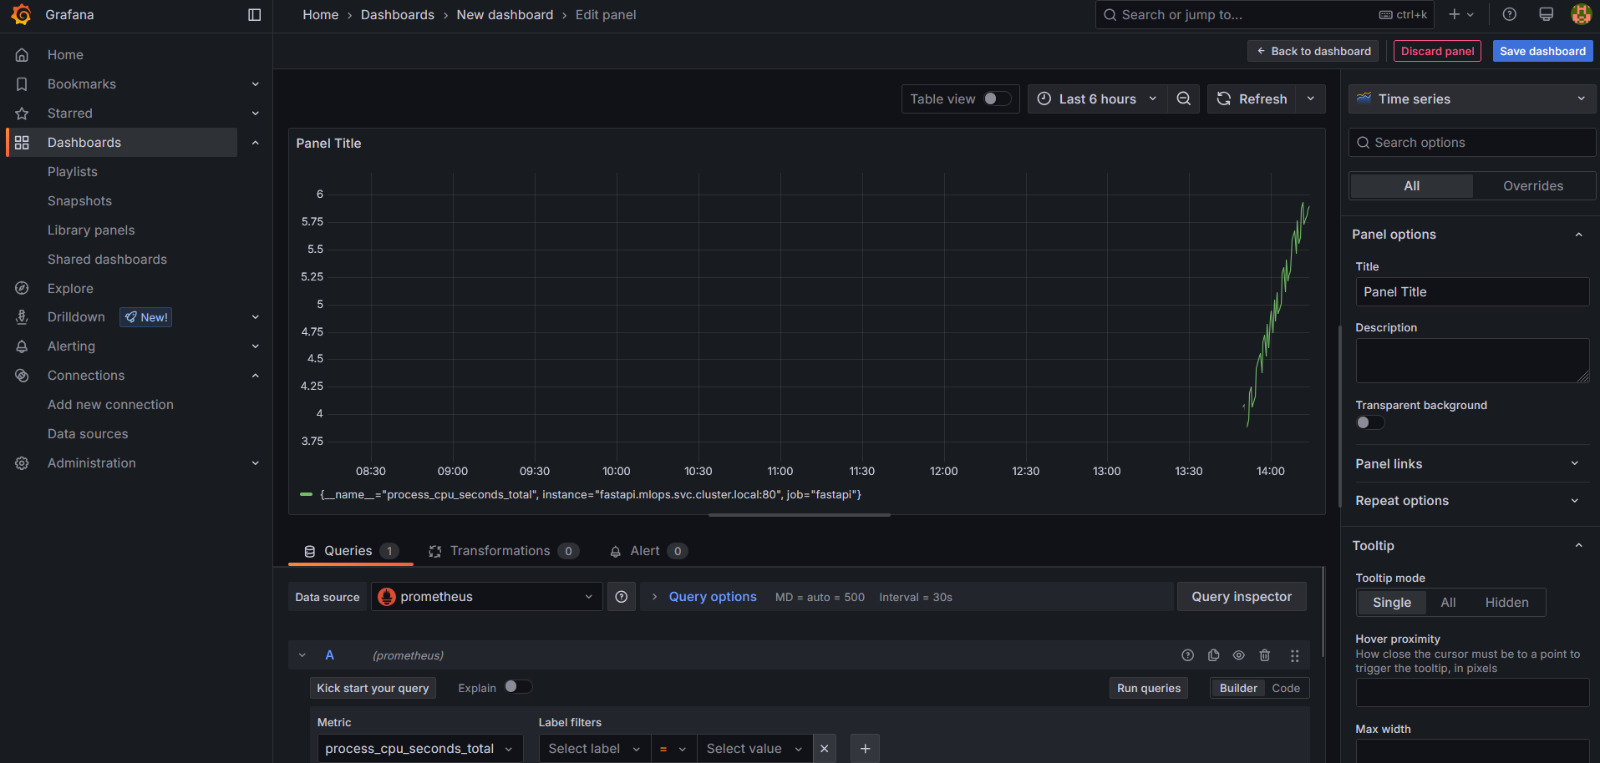 Grafana
Home › Dashboards › New dashboard › Edit panel
Search or jump to...
ctrl+k
Back to dashboard
Discard panel
Save dashboard
Home
Bookmarks
Starred
Dashboards
Playlists
Snapshots
Library panels
Shared dashboards
Explore
Drilldown
New!
Alerting
Connections
Add new connection
Data sources
Administration
Table view
Last 6 hours
Refresh
Panel Title
6
5.75
5.5
5.25
5
4.75
4.5
4.25
4
3.75
08:30 09:00 09:30 10:00 10:30 11:00 11:30 12:00 12:30 13:00 13:30 14:00
{__name__="process_cpu_seconds_total", instance="fastapi.mlops.svc.cluster.local:80", job="fastapi"}
Queries 1
Transformations 0
Alert 0
Data source
prometheus
Query options
MD = auto = 500
Interval = 30s
Query inspector
A
(prometheus)
Kick start your query
Explain
Run queries
Builder
Code
Metric
Label filters
process_cpu_seconds_total
Select label
=
Select value
Time series
Search options
All
Overrides
Panel options
Title
Panel Title
Description
Transparent background
Panel links
Repeat options
Tooltip
Tooltip mode
Single
All
Hidden
Hover proximity
How close the cursor must be to a point to
trigger the tooltip, in pixels
Max width